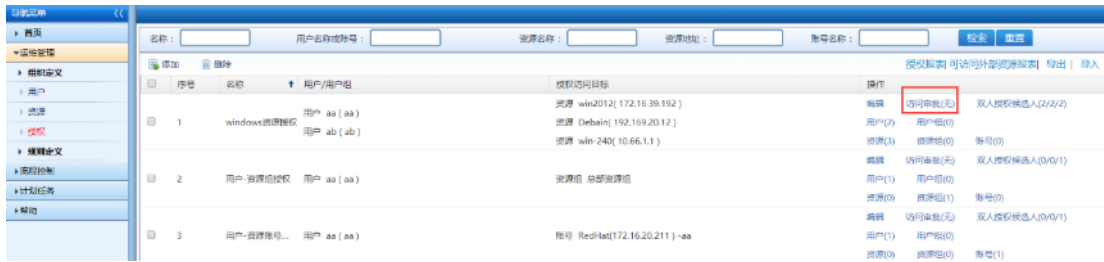 导航菜单 《
首页
运维管理
组织定义
用户
资源
授权
规则定义
流程控制
计划任务
帮助
名称： 用户名称或账号： 资源名称： 资源地址： 账号名称： 检索 重置
添加 删除 授权报表| 可访问外部资源报表| 导出 | 导入
序号 名称 用户/用户组 授权访问目标 操作
1 windows资源授权 用户 aa ( aa ) 用户 ab ( ab )
资源 win2012( 172.16.39.192 )
资源 Debain( 192.169.20.12 )
资源 win-240( 10.66.1.1 )
编辑 访问审批(无) 双人授权候选人(2/2/2)
用户(2) 用户组(0)
资源(3) 资源组(0) 账号(0)
2 用户-资源组授权 用户 aa ( aa ) 资源组 总部资源组
编辑 访问审批(无) 双人授权候选人(0/0/1)
用户(1) 用户组(0)
资源(0) 资源组(1) 账号(0)
3 用户-资源账号... 用户 aa ( aa ) 账号 RedHat(172.16.20.211 ) -aa
编辑 访问审批(无) 双人授权候选人(0/0/1)
用户(1) 用户组(0)
资源(0) 资源组(0) 账号(1)